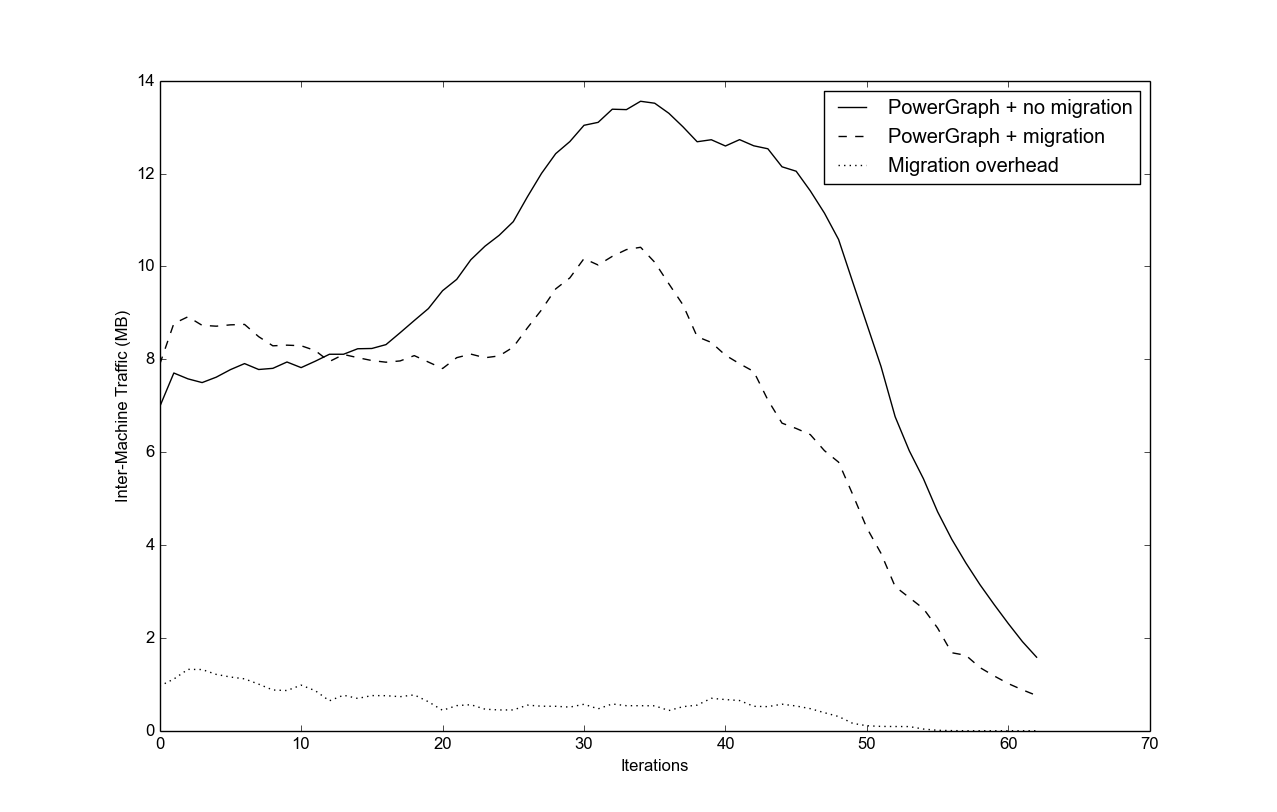 14
12
10
8
6
4
2
0
Inter-Machine Traffic (MB)
PowerGraph + no migration
PowerGraph + migration
Migration overhead
0 10 20 30 40 50 60 70
Iterations